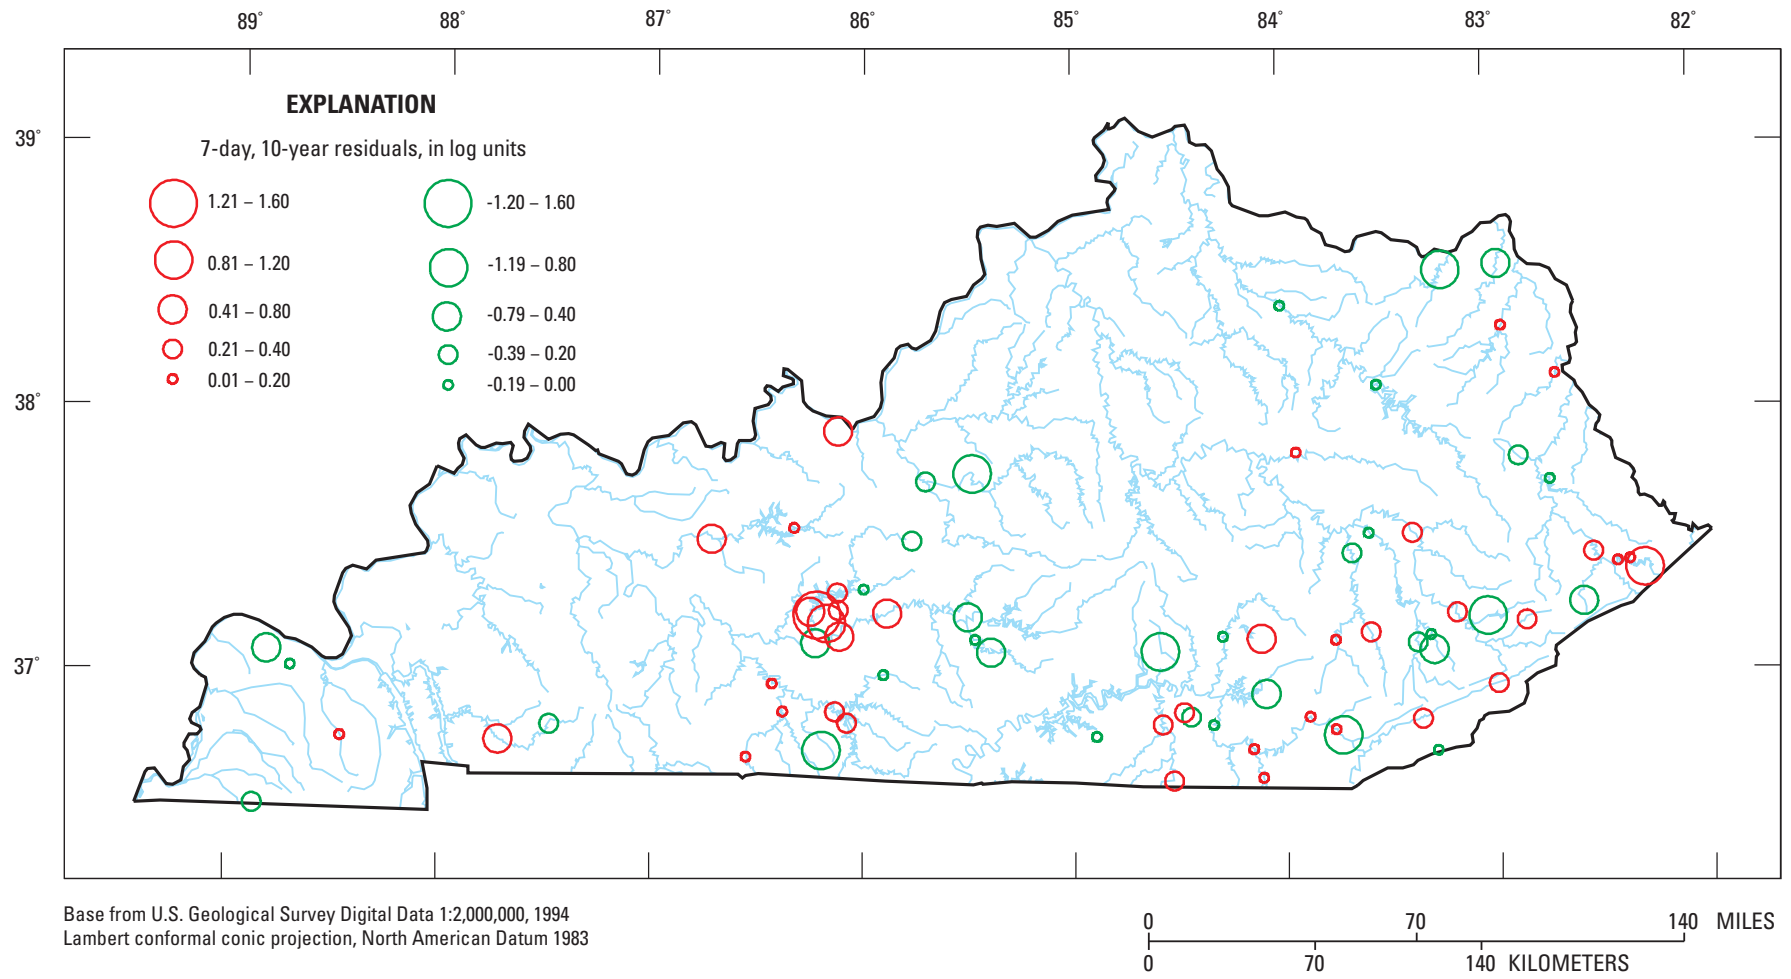 89° 88° 87° 86° 85° 84° 83° 82°
39°
38°
37°
EXPLANATION
7-day, 10-year residuals, in log units
1.21 – 1.60 -1.20 – 1.60
0.81 – 1.20 -1.19 – 0.80
0.41 – 0.80 -0.79 – 0.40
0.21 – 0.40 -0.39 – 0.20
0.01 – 0.20 -0.19 – 0.00
Base from U.S. Geological Survey Digital Data 1:2,000,000, 1994
Lambert conformal conic projection, North American Datum 1983
0 70 140 MILES
0 70 140 KILOMETERS